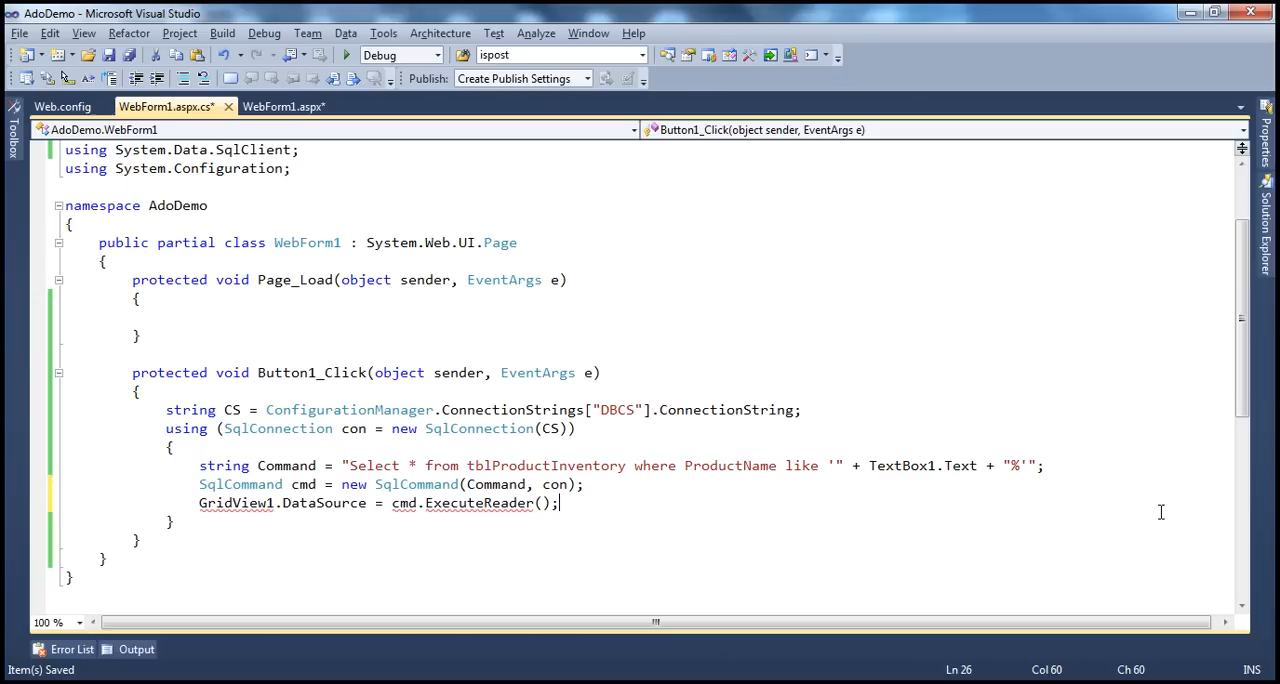 AdoDemo - Microsoft Visual Studio
File Edit View Refactor Project Build Debug Team Data Tools Architecture Test Analyze Window Help
Debug ispost
Publish: Create Publish Settings
Web.config WebForm1.aspx.cs* WebForm1.aspx*
AdoDemo.WebForm1 Button1_Click(object sender, EventArgs e)
Toolbox
Properties
Solution Explorer
using System.Data.SqlClient;
using System.Configuration;
namespace AdoDemo
{
public partial class WebForm1 : System.Web.UI.Page
{
protected void Page_Load(object sender, EventArgs e)
{
}
protected void Button1_Click(object sender, EventArgs e)
{
string CS = ConfigurationManager.ConnectionStrings["DBCS"].ConnectionString;
using (SqlConnection con = new SqlConnection(CS))
{
string Command = "Select * from tblProductInventory where ProductName like '" + TextBox1.Text + "%'";
SqlCommand cmd = new SqlCommand(Command, con);
GridView1.DataSource = cmd.ExecuteReader();
}
}
}
}
100 %
Error List Output
Item(s) Saved Ln 26 Col 60 Ch 60 INS